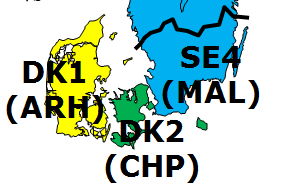 DK1
(ARH)
SE4
(MAL)
DK2
(CHP)